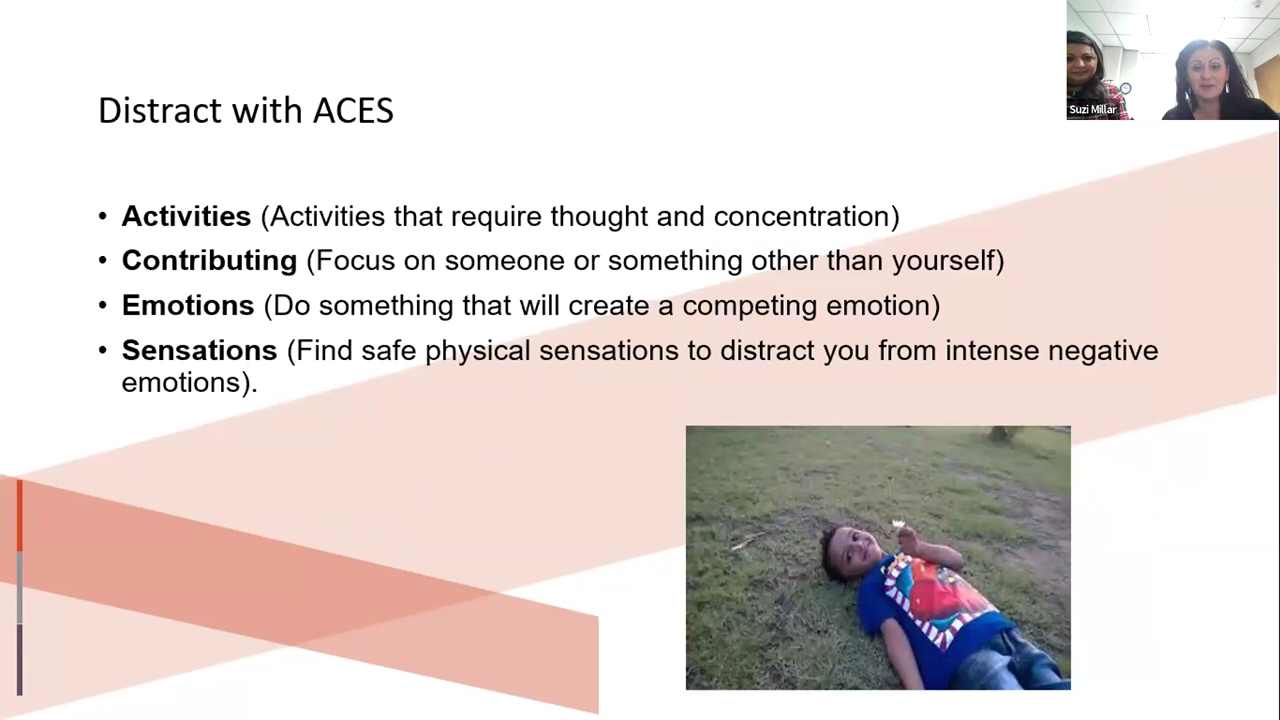 Suzi Millar
Distract with ACES
• Activities (Activities that require thought and concentration)
• Contributing (Focus on someone or something other than yourself)
• Emotions (Do something that will create a competing emotion)
• Sensations (Find safe physical sensations to distract you from intense negative
emotions).